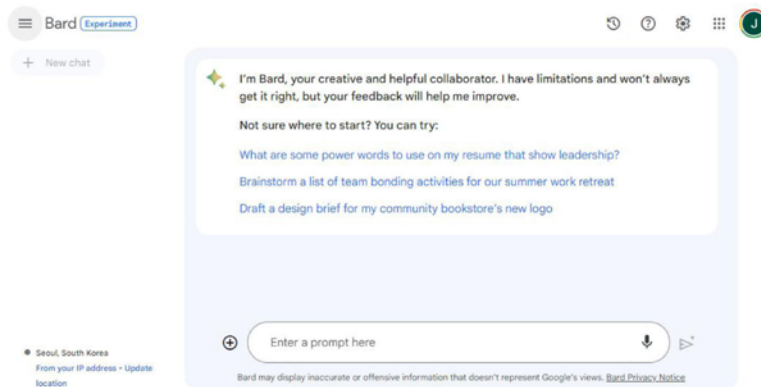 Bard Experiment
J
+ New chat
I'm Bard, your creative and helpful collaborator. I have limitations and won't always
get it right, but your feedback will help me improve.
Not sure where to start? You can try:
What are some power words to use on my resume that show leadership?
Brainstorm a list of team bonding activities for our summer work retreat
Draft a design brief for my community bookstore's new logo
Enter a prompt here
Seoul, South Korea
From your IP address • Update
location
Bard may display inaccurate or offensive information that doesn't represent Google's views. Bard Privacy Notice